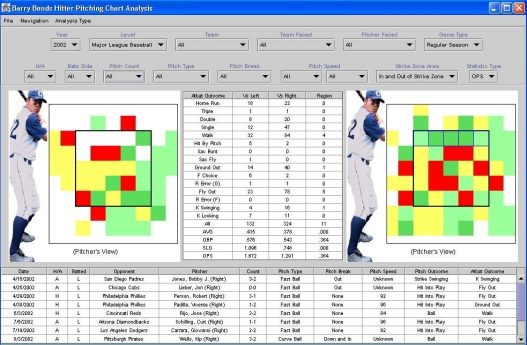 Barry Bonds Hitter Pitching Chart Analysis
File Navigation Analysis Type
Year Level Team Team Faced Pitcher Faced Game Type
2002 Major League Baseball All All All Regular Season
H/A Bats Side Pitch Count Pitch Type Pitch Break Pitch Speed Strike Zone Area Statistic Type
All All All All All All All In and Out of Strike Zone OPS
Atbat Outcome Vs Left Vs Right Region
Home Run 18 22 0
Triple 1 1 0
Double 8 20 0
Single 12 47 0
Walk 32 84 4
Hit By Pitch 5 2 0
Sac Bunt 0 0 0
Sac Fly 1 0 0
Ground Out 14 40 1
F Choice 6 2 0
R Error (G) 1 1 0
Fly Out 23 78 5
R Error (F) 0 0 0
K Swinging 4 16 1
K Looking 7 11 0
All 132 324 11
AVG .415 .378 .000
OBP .576 .543 .364
SLG 1.096 .748 .000
OPS 1.672 1.291 .364
(Pitcher's View)
(Pitcher's View)
Date H/A Batted Opponent Pitcher Count Pitch Type Pitch Break Pitch Speed Pitch Outcome Atbat Outcome
4/15/2002 A L San Diego Padres Jones, Bobby J. (Right) 3-2 Fast Ball Out Unknown Strike Swinging K Swinging
4/25/2002 A L Chicago Cubs Lieber, Jon (Right) 0-0 Fast Ball Out Unknown Hit Into Play Fly Out
4/29/2002 H L Philadelphia Phillies Person, Robert (Right) 3-1 Fast Ball None 92 Hit Into Play Fly Out
4/30/2002 H L Philadelphia Phillies Padilla, Vicente (Right) 1-2 Fast Ball None 96 Hit Into Play Ground Out
5/3/2002 H L Cincinnati Reds Rijo, Jose (Right) 3-2 Fast Ball None 84 Ball Walk
7/6/2002 A L Arizona Diamondbacks Schilling, Curt (Right) 1-1 Fast Ball None 96 Hit Into Play Fly Out
7/19/2002 A L Los Angeles Dodgers Carrara, Giovanni (Right) 2-2 Fast Ball None 92 Hit Into Play Fly Out
8/3/2002 A L Pittsburgh Pirates Wells, Kip (Right) 3-2 Curve Ball Down and In Unknown Ball Walk